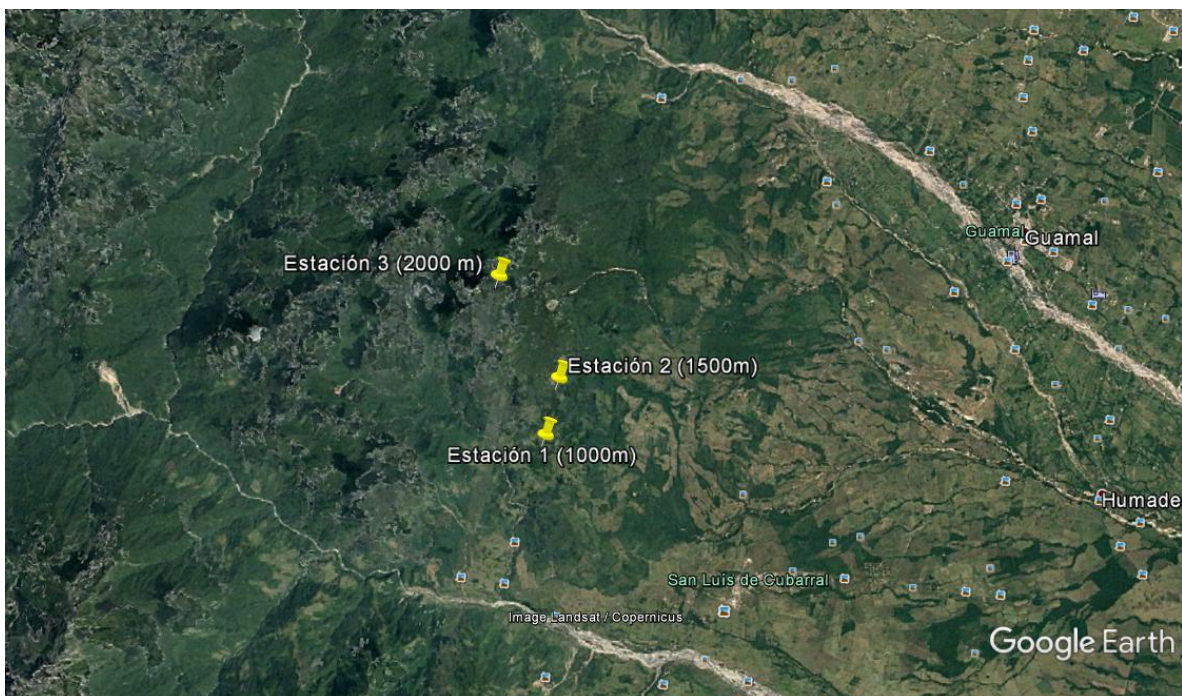 Guamal
Guamal
Estación 3 (2000 m)
Estación 2 (1500m)
Estación 1 (1000m)
Humade
San Luis de Cubarral
Image Landsat / Copernicus
Google Earth